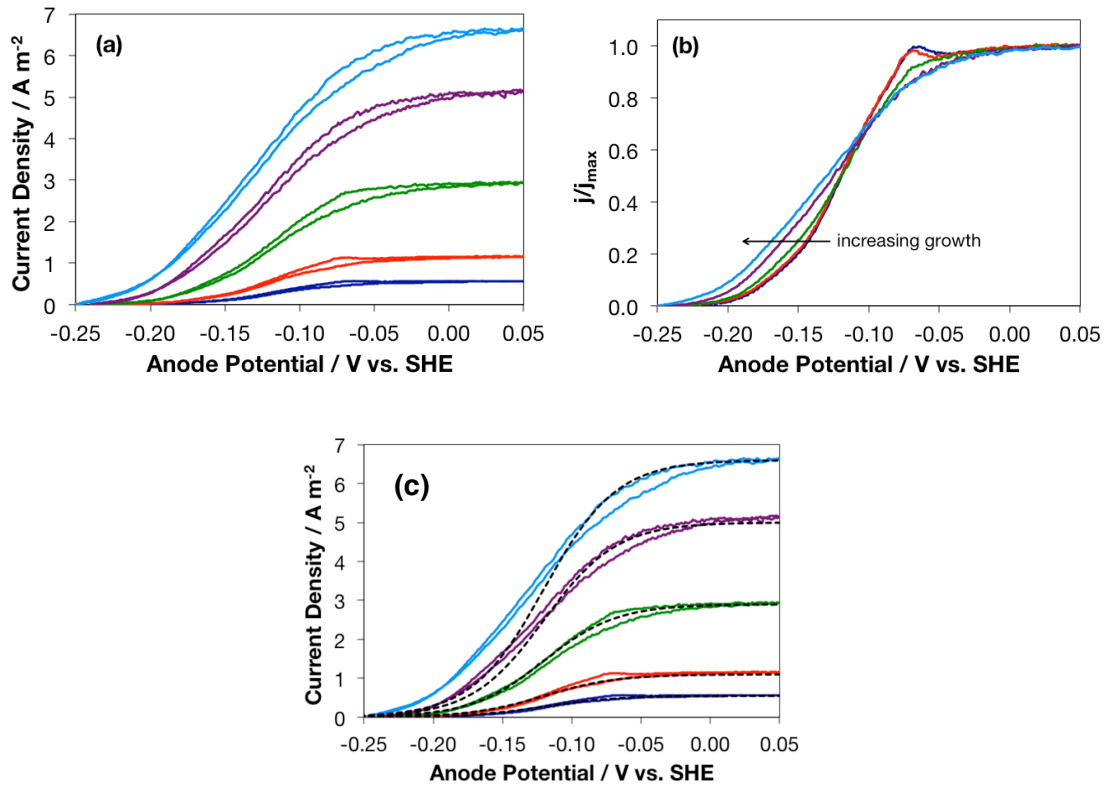 (a)
Current Density / A m⁻²
7
6
5
4
3
2
1
0
-0.25 -0.20 -0.15 -0.10 -0.05 0.00 0.05
Anode Potential / V vs. SHE
(b)
j/jₘₐₓ
1.0
0.8
0.6
0.4
0.2
0.0
increasing growth
-0.25 -0.20 -0.15 -0.10 -0.05 0.00 0.05
Anode Potential / V vs. SHE
(c)
Current Density / A m⁻²
7
6
5
4
3
2
1
0
-0.25 -0.20 -0.15 -0.10 -0.05 0.00 0.05
Anode Potential / V vs. SHE